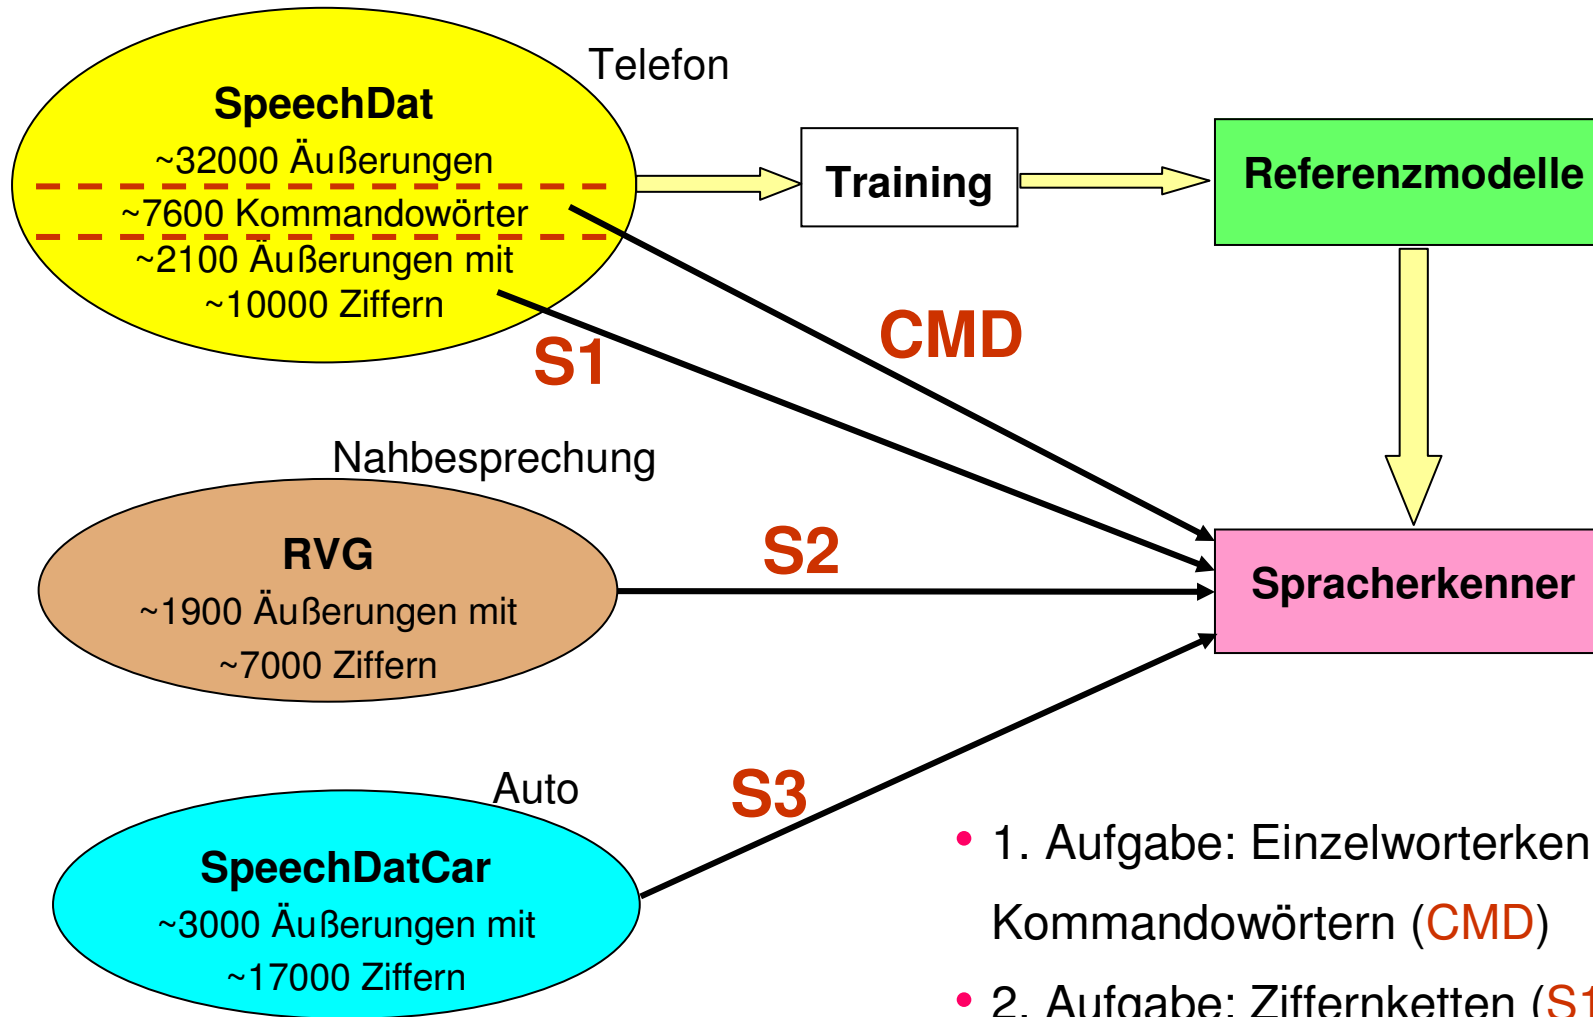 Telefon
SpeechDat
~32000 Äußerungen
~7600 Kommandowörter
~2100 Äußerungen mit
~10000 Ziffern
Training
Referenzmodelle
CMD
S1
Nahbesprechung
RVG
~1900 Äußerungen mit
~7000 Ziffern
S2
Spracherkenner
Auto
SpeechDatCar
~3000 Äußerungen mit
~17000 Ziffern
S3
• 1. Aufgabe: Einzelworterken
Kommandowörtern (CMD)
• 2. Aufgabe: Ziffernketten (S1